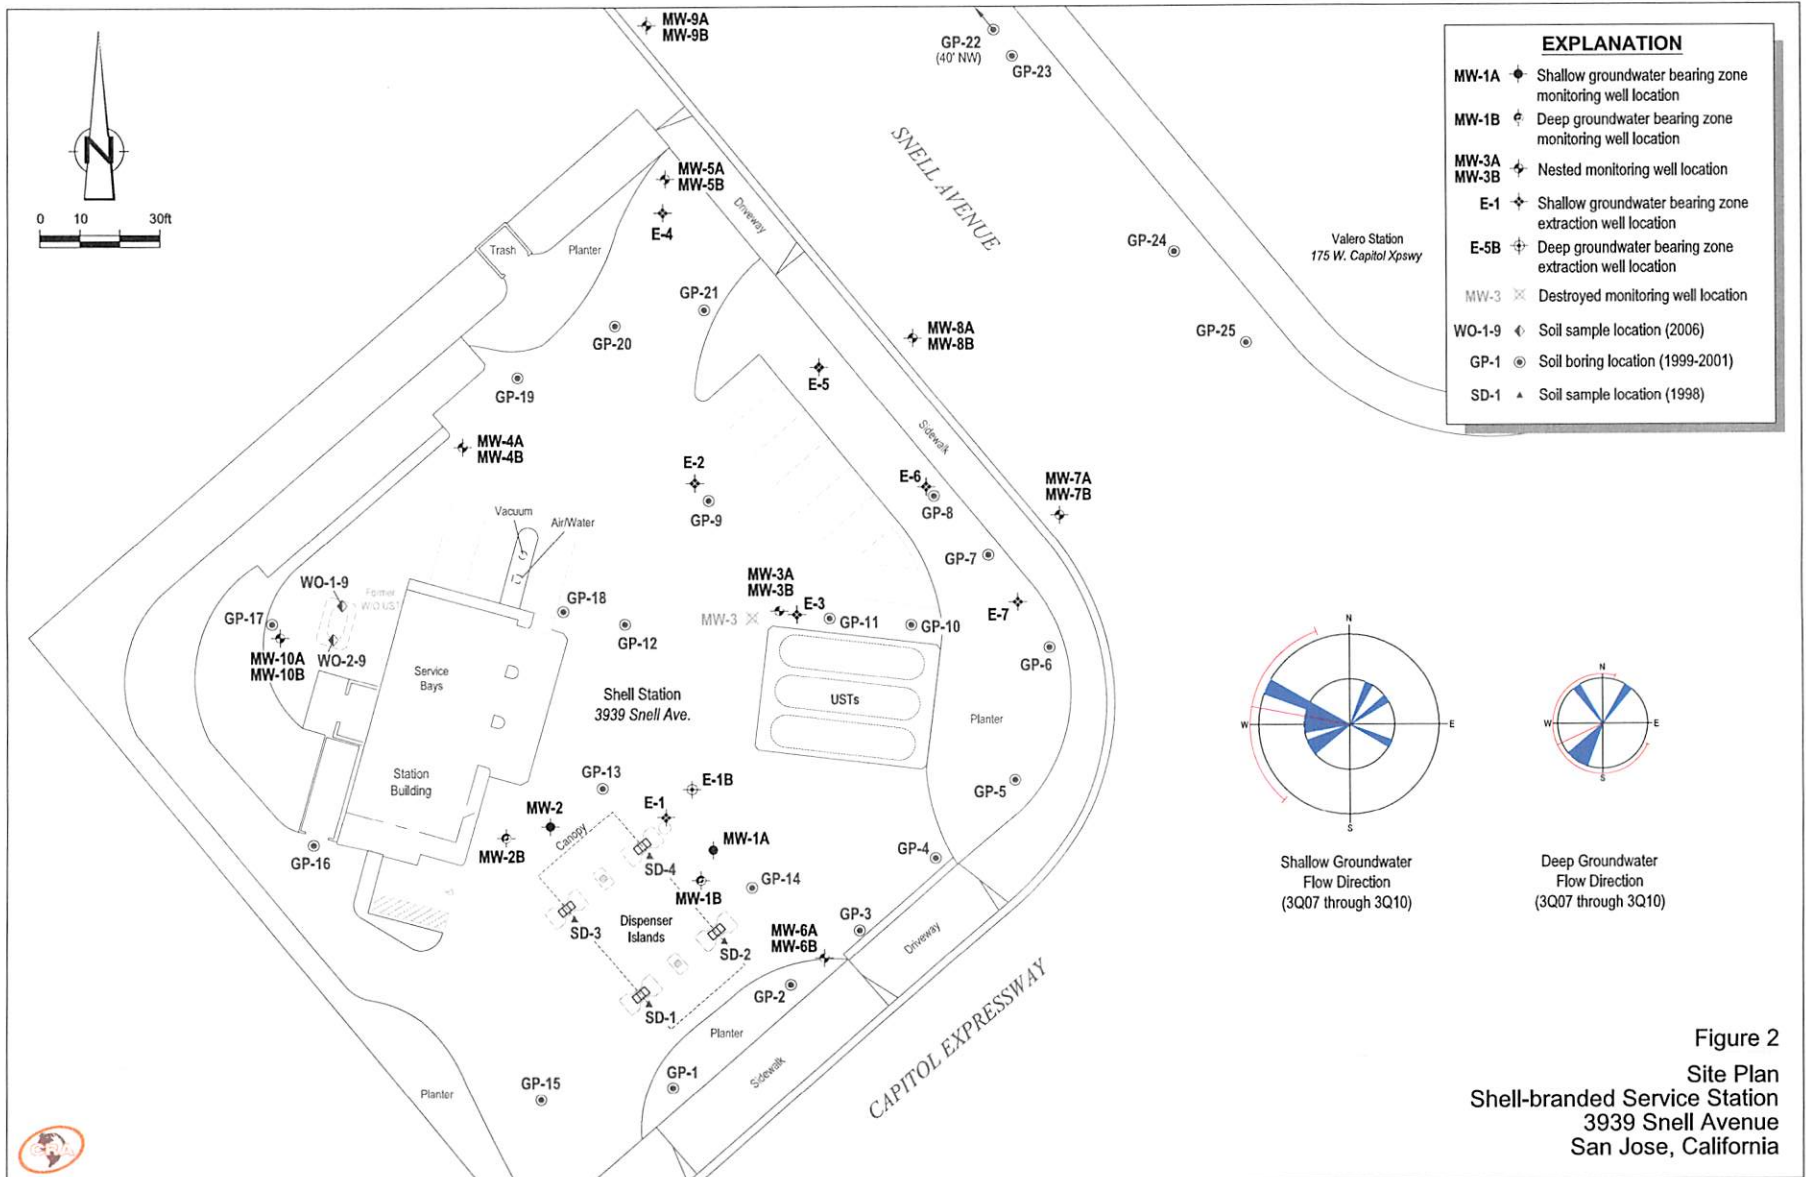 MW-9A
MW-9B
GP-22
(40' NW)
GP-23
EXPLANATION
MW-1A Shallow groundwater bearing zone
monitoring well location
MW-1B Deep groundwater bearing zone
monitoring well location
MW-3A
MW-3B Nested monitoring well location
E-1 Shallow groundwater bearing zone
extraction well location
E-5B Deep groundwater bearing zone
extraction well location
MW-3 Destroyed monitoring well location
WO-1-9 Soil sample location (2006)
GP-1 Soil boring location (1999-2001)
SD-1 Soil sample location (1998)
N
0 10 30ft
SNELL AVENUE
MW-5A
MW-5B
Driveway
E-4
Trash
Planter
GP-24
Valero Station
175 W. Capitol Xpswy
GP-21
GP-20
MW-8A
MW-8B
GP-25
E-5
GP-19
Sidewalk
MW-4A
MW-4B
E-2
GP-9
E-6
GP-8
MW-7A
MW-7B
Vacuum
Air/Water
GP-7
WO-1-9
Former
W/O UST
MW-3A
MW-3B
E-3
MW-3
GP-18
GP-17
GP-12
GP-11
GP-10
E-7
GP-6
MW-10A
MW-10B
WO-2-9
Service
Bays
Shell Station
3939 Snell Ave.
USTs
Planter
N
W
E
S
N
W
E
S
Station
Building
GP-13
E-1B
GP-5
MW-2
E-1
Canopy
MW-1A
MW-2B
GP-16
SD-4
GP-4
GP-14
MW-1B
Shallow Groundwater
Flow Direction
(3Q07 through 3Q10)
Deep Groundwater
Flow Direction
(3Q07 through 3Q10)
SD-3
Dispenser
Islands
SD-2
MW-6A
MW-6B
GP-3
Driveway
GP-2
SD-1
Planter
CAPITOL EXPRESSWAY
Sidewalk
GP-1
GP-15
Planter
CRA
Figure 2
Site Plan
Shell-branded Service Station
3939 Snell Avenue
San Jose, California